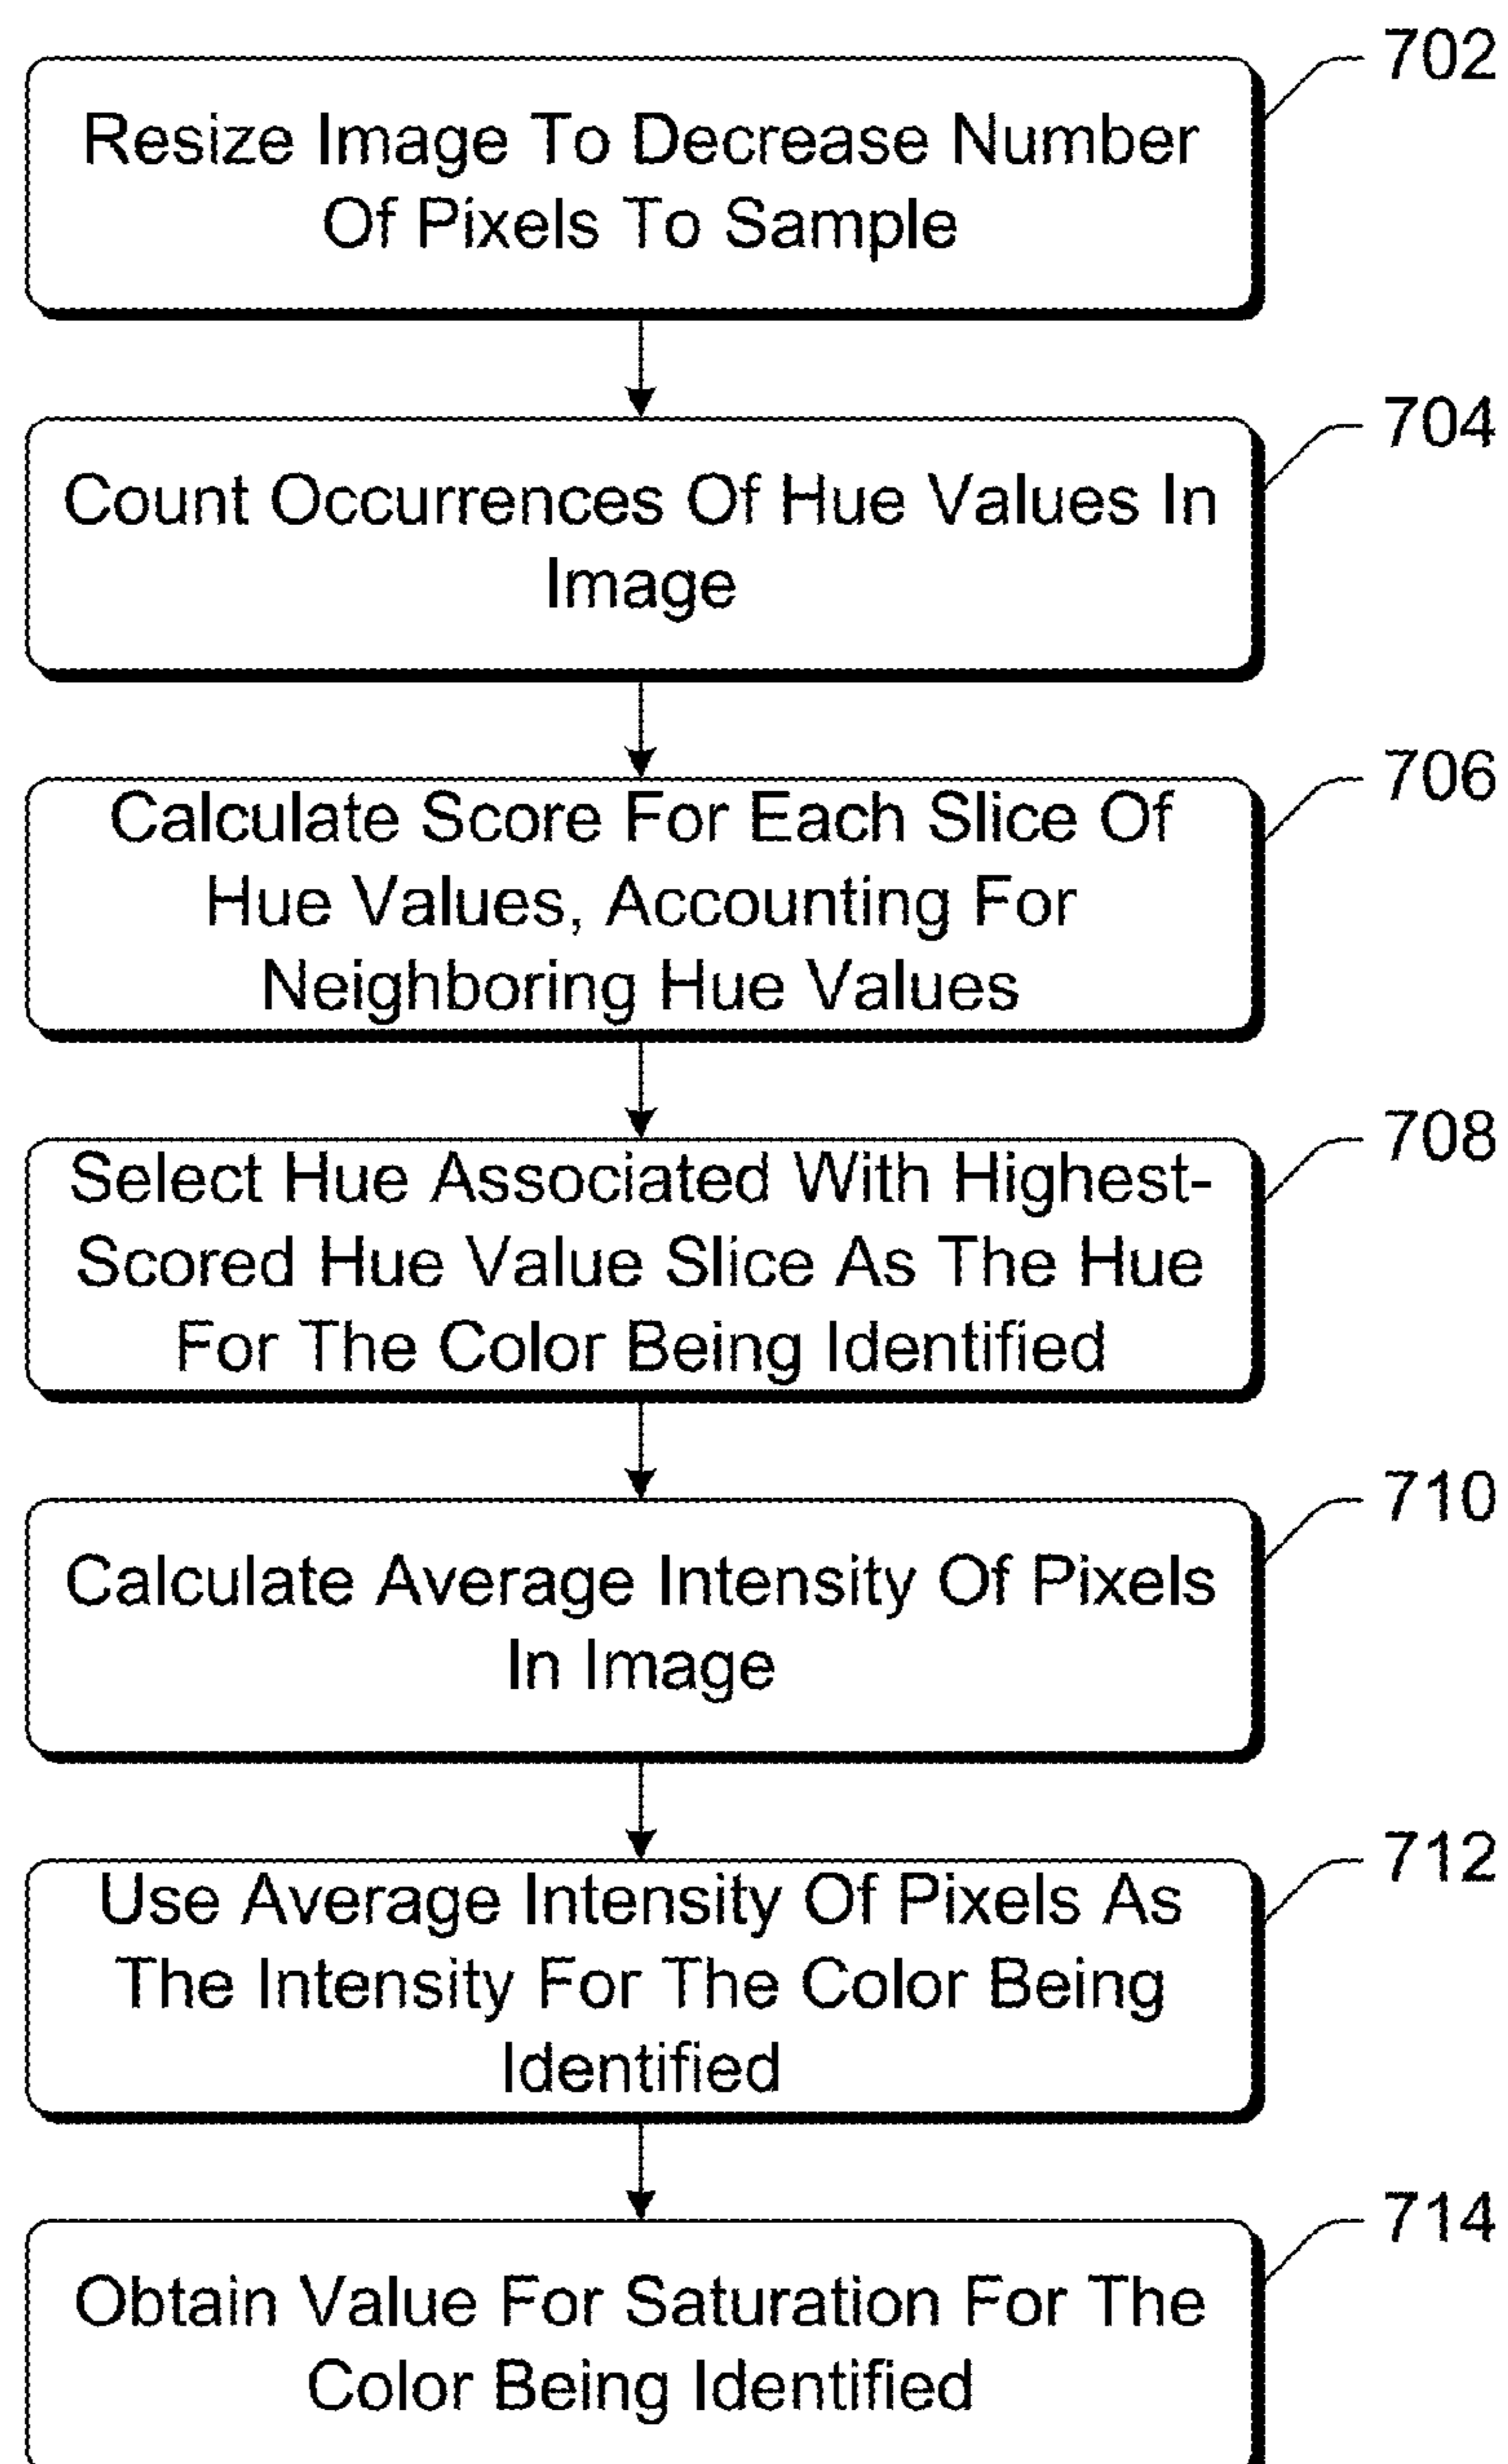 702
Resize Image To Decrease Number
Of Pixels To Sample
704
Count Occurrences Of Hue Values In
Image
706
Calculate Score For Each Slice Of
Hue Values, Accounting For
Neighboring Hue Values
708
Select Hue Associated With Highest-
Scored Hue Value Slice As The Hue
For The Color Being Identified
710
Calculate Average Intensity Of Pixels
In Image
712
Use Average Intensity Of Pixels As
The Intensity For The Color Being
Identified
714
Obtain Value For Saturation For The
Color Being Identified